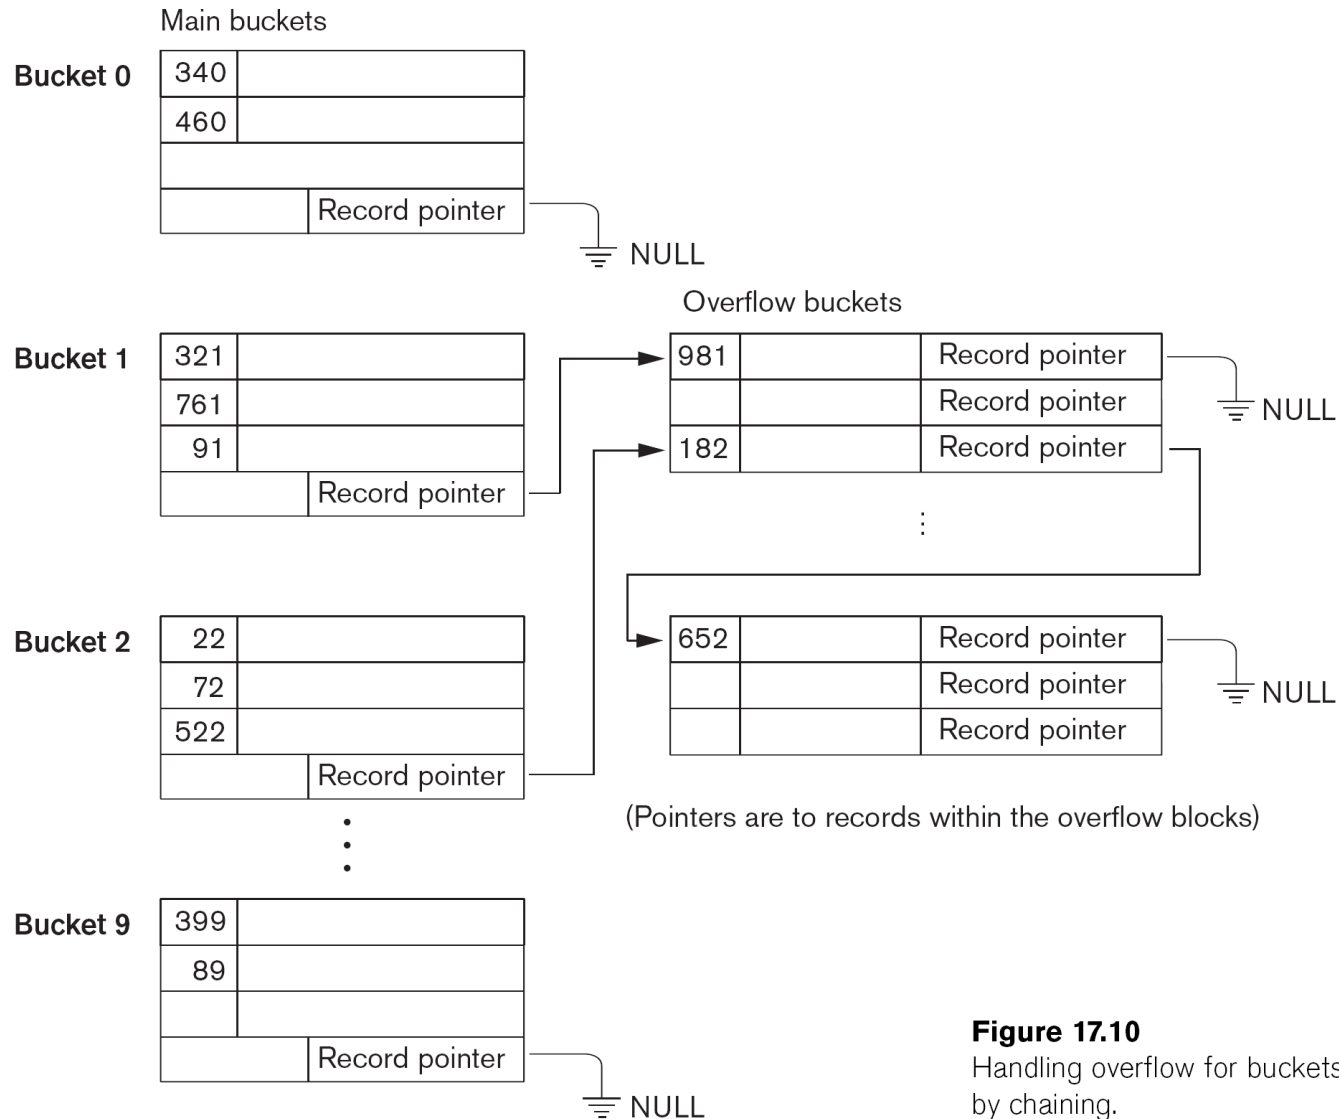 Main buckets
Bucket 0
340
460
Record pointer
NULL
Overflow buckets
Bucket 1
321
761
91
Record pointer
981 Record pointer
Record pointer
182 Record pointer
NULL
Bucket 2
22
72
522
Record pointer
652 Record pointer
Record pointer
Record pointer
NULL
(Pointers are to records within the overflow blocks)
Bucket 9
399
89
Record pointer
NULL
Figure 17.10
Handling overflow for buckets
by chaining.